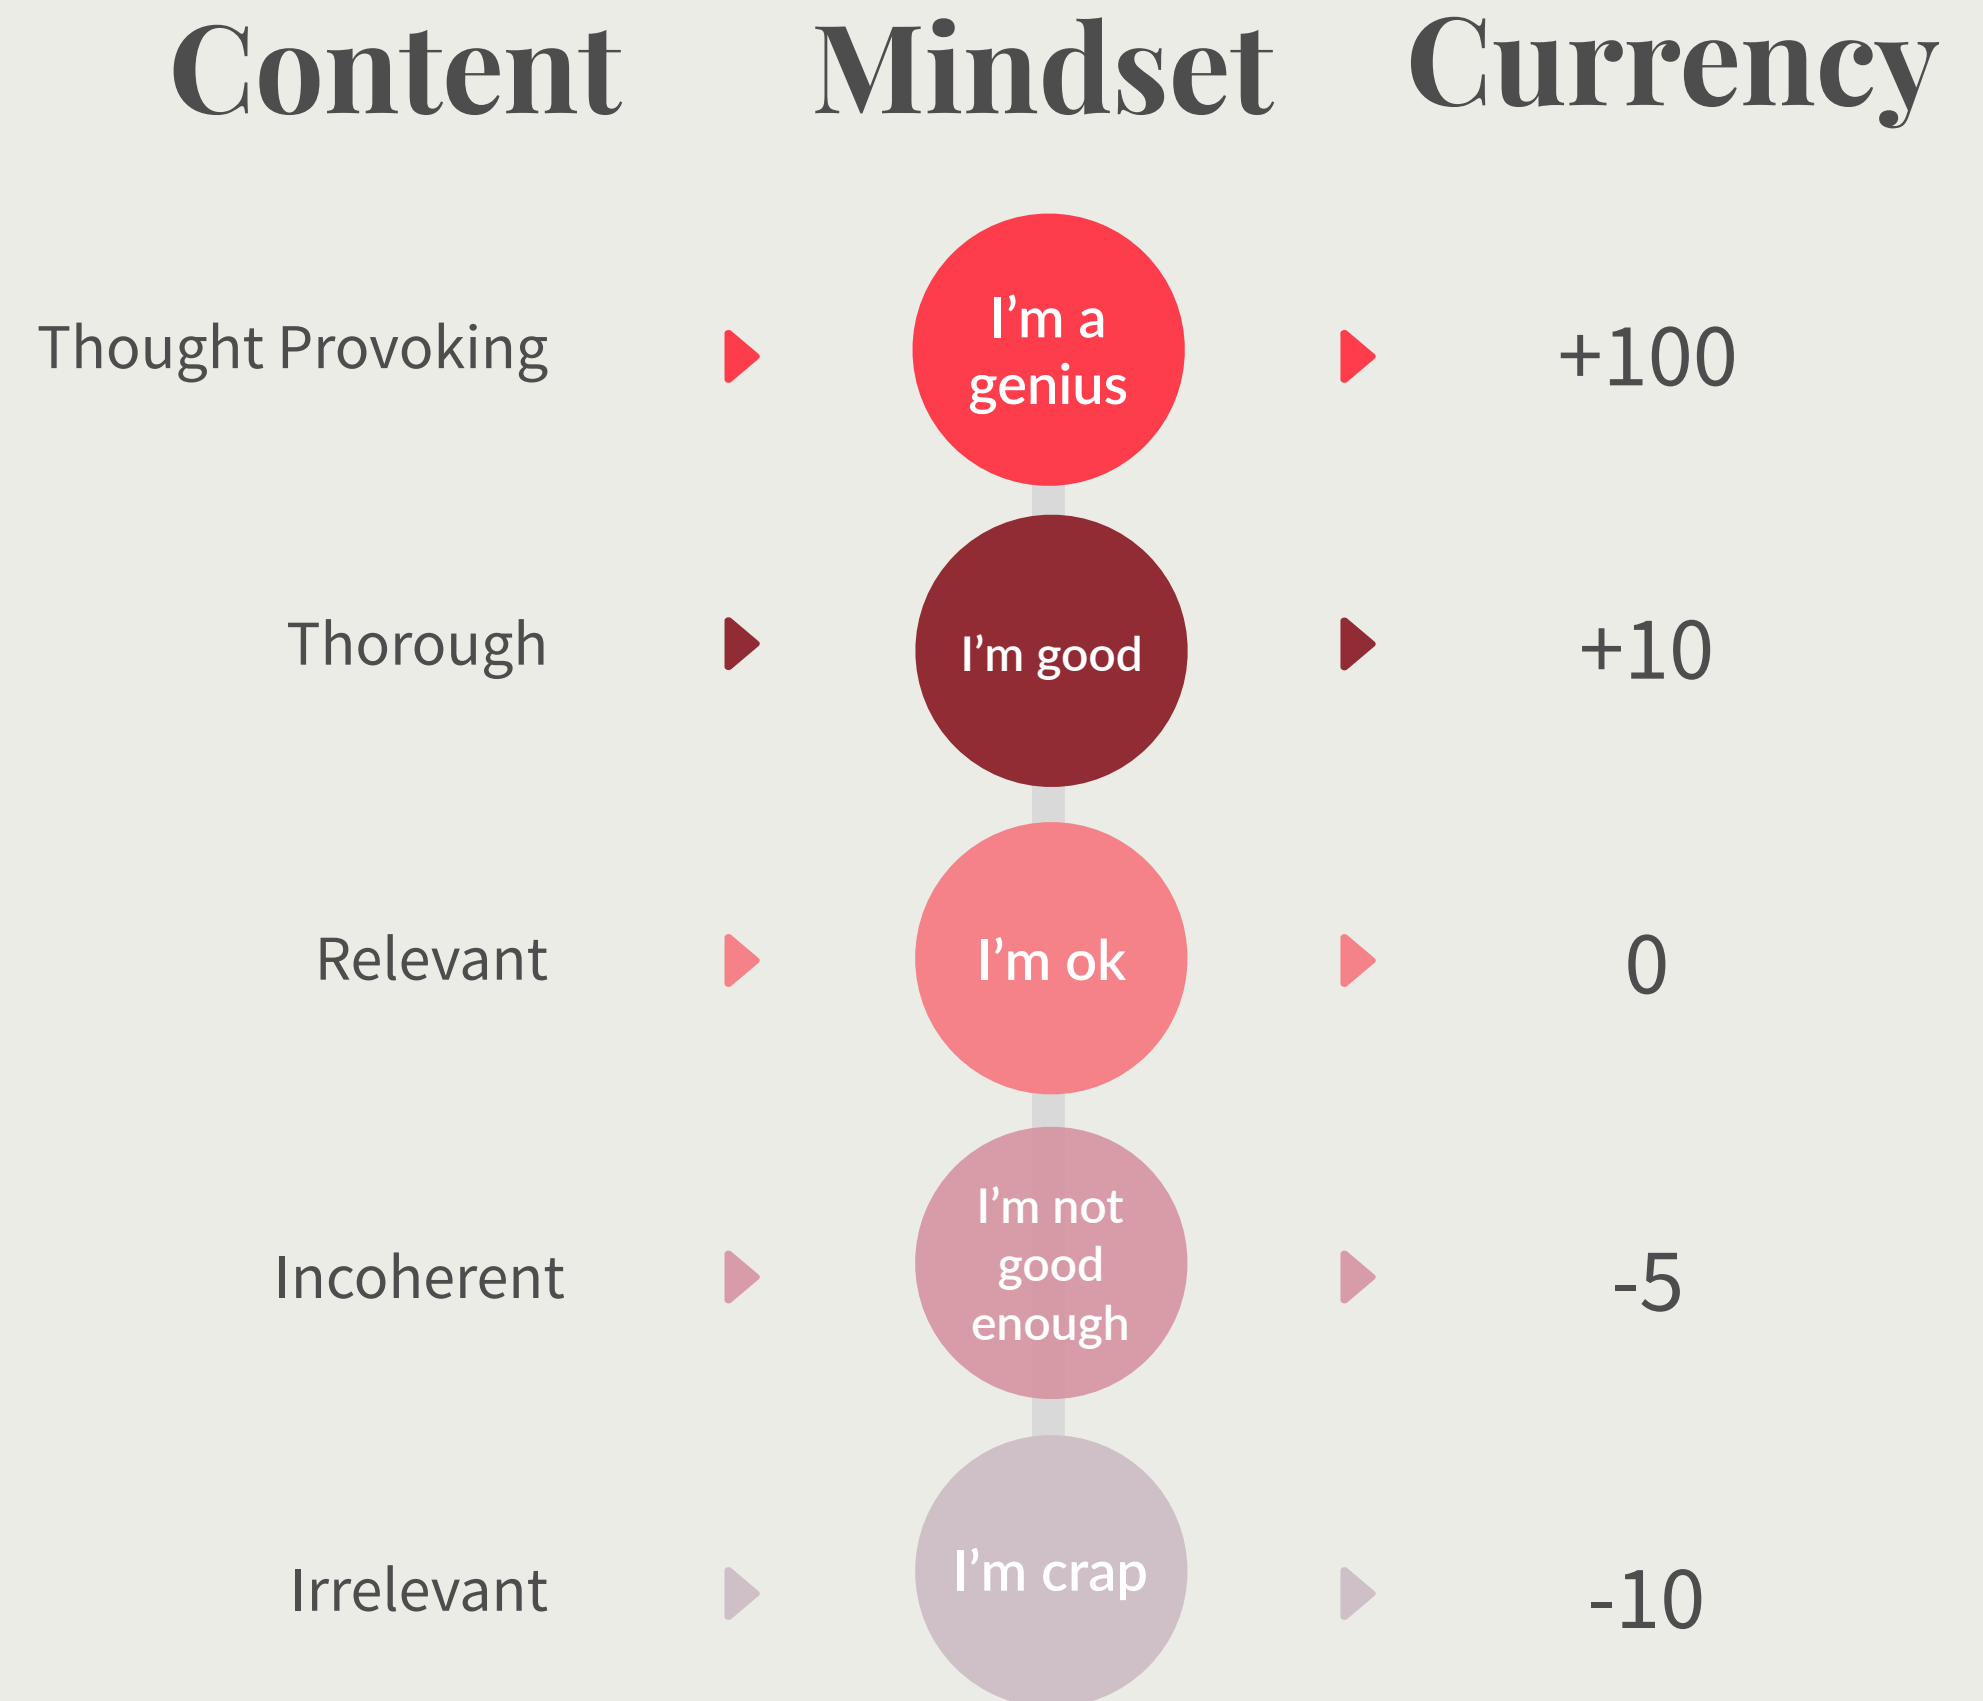 Content Mindset Currency
Thought Provoking I’m a genius +100
Thorough I’m good +10
Relevant I’m ok 0
Incoherent I’m not good enough -5
Irrelevant I’m crap -10